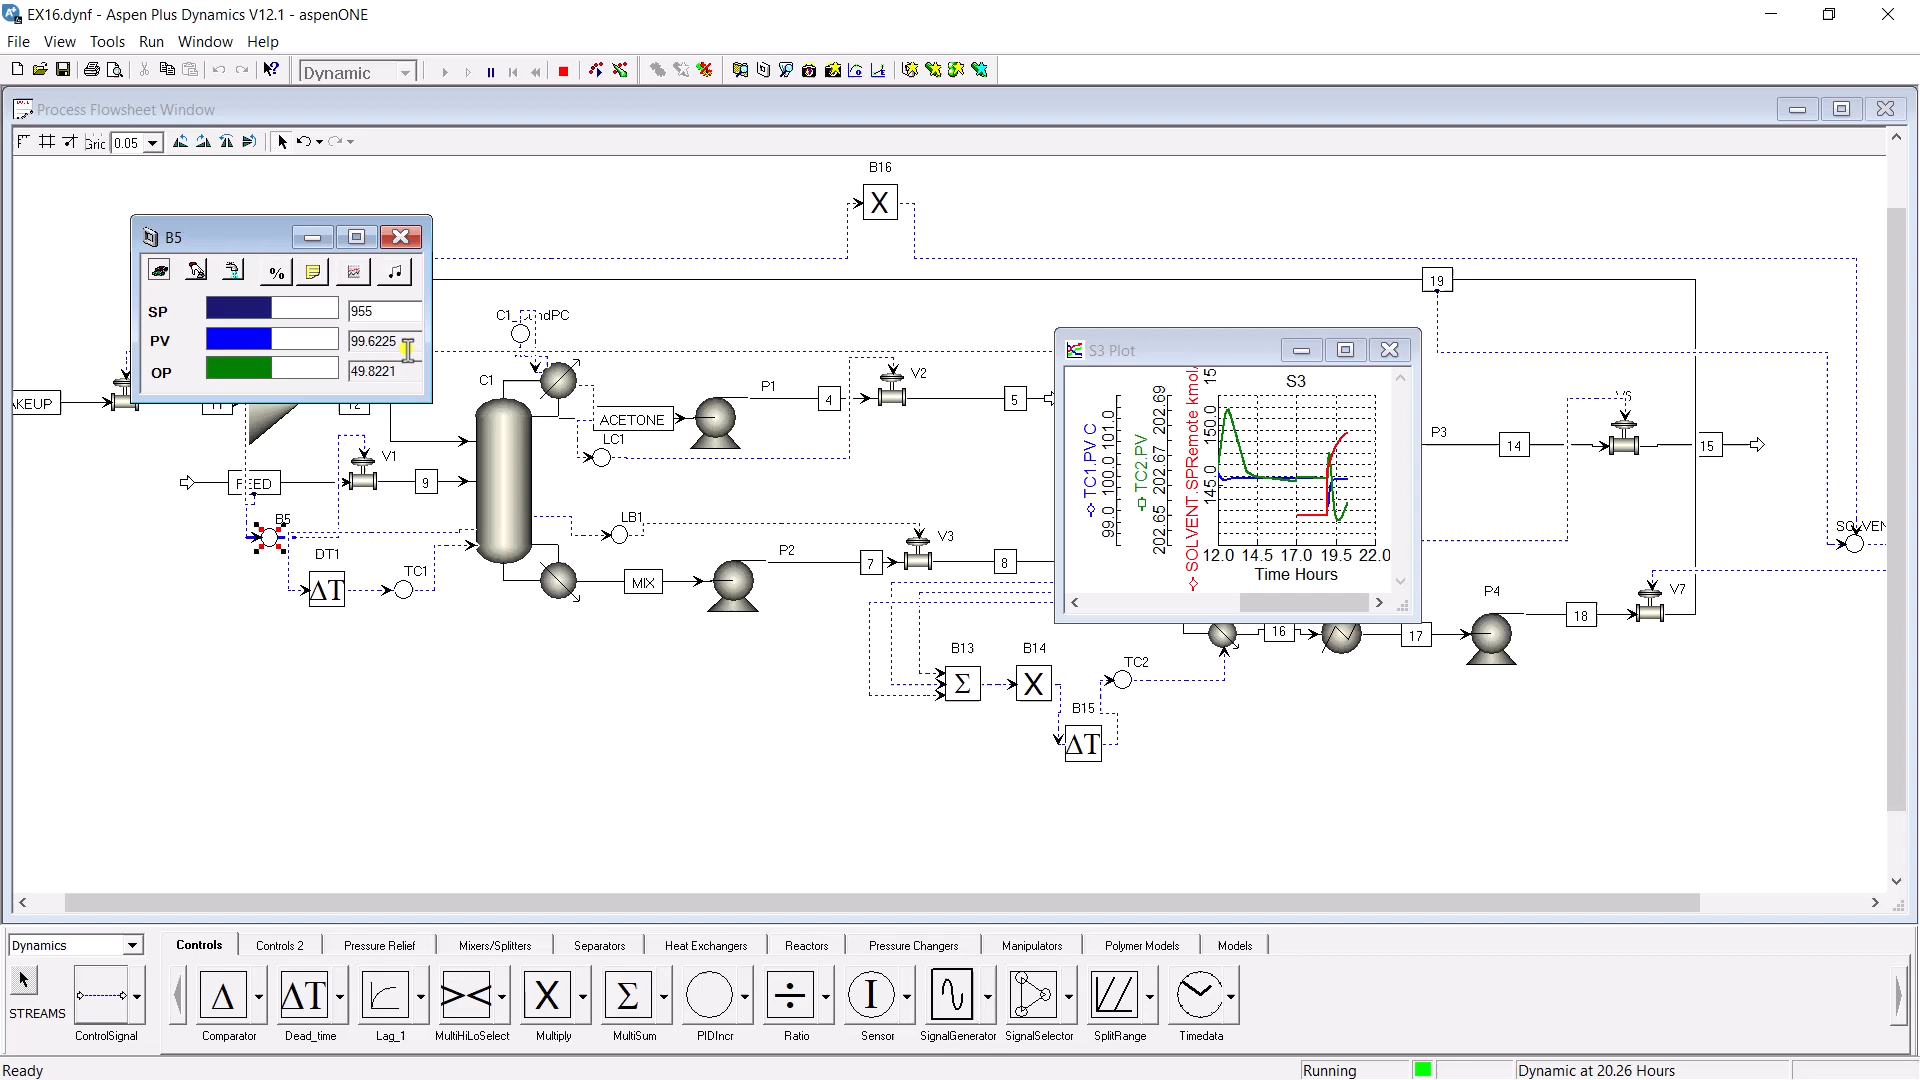 EX16.dynf - Aspen Plus Dynamics V12.1 - aspenONE
File View Tools Run Window Help
Dynamic
Process Flowsheet Window
Gric 0.05
B16
B5
%
SP 955
PV 99.6225
OP 49.8221
19
C1
P1
V2
4
5
ACETONE
LC1
S3 Plot
S3
TC1.PV C
99.0 100.0 101.0
TC2.PV
202.65 202.67 202.69
SOLVENT.SPRemote kmol/
145.0 150.0 15
12.0 14.5 17.0 19.5 22.0
Time Hours
P3
14
15
AKEUP
11
12
V1
FEED
9
B5
DT1
ΔT
TC1
LB1
V3
P2
7
8
MIX
SOLVEN
P4
V7
16
17
18
B13
Σ
B14
X
TC2
B15
ΔT
X
Dynamics
Controls Controls 2 Pressure Relief Mixers/Splitters Separators Heat Exchangers Reactors Pressure Changers Manipulators Polymer Models Models
STREAMS
ControlSignal Comparator Dead_time Lag_1 MultiHiLoSelect Multiply MultiSum PIDIncr Ratio Sensor SignalGenerator SignalSelector SplitRange Timedata
Ready Running Dynamic at 20.26 Hours